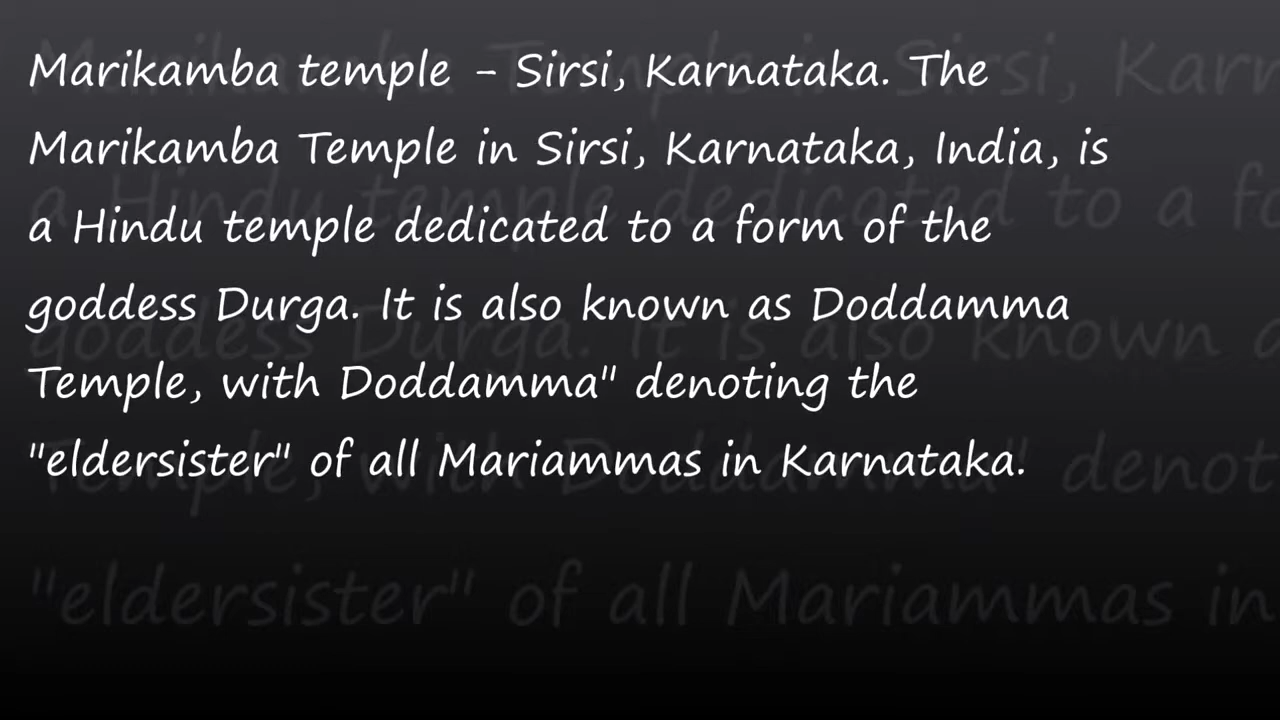 Marikamba temple - Sirsi, Karnataka. The
Marikamba Temple in Sirsi, Karnataka, India, is
a Hindu temple dedicated to a form of the
goddess Durga. It is also known as Doddamma
Temple, with Doddamma" denoting the
"eldersister" of all Mariammas in Karnataka.